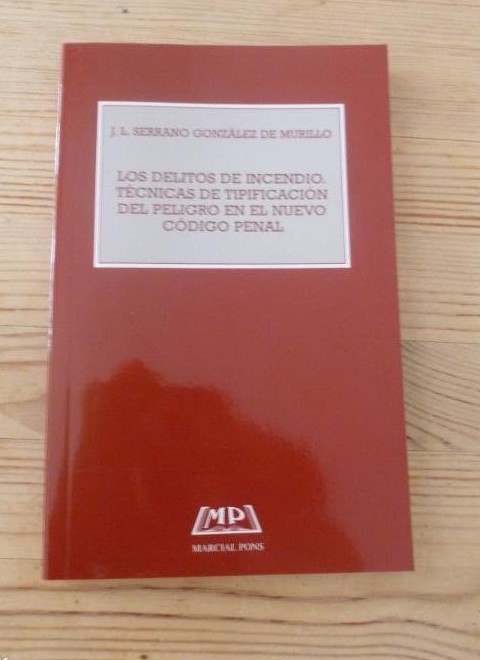 J. L. SERRANO GONZÁLEZ DE MURILLO
LOS DELITOS DE INCENDIO.
TÉCNICAS DE TIPIFICACIÓN
DEL PELIGRO EN EL NUEVO
CÓDIGO PENAL
MP
MARCIAL PONS